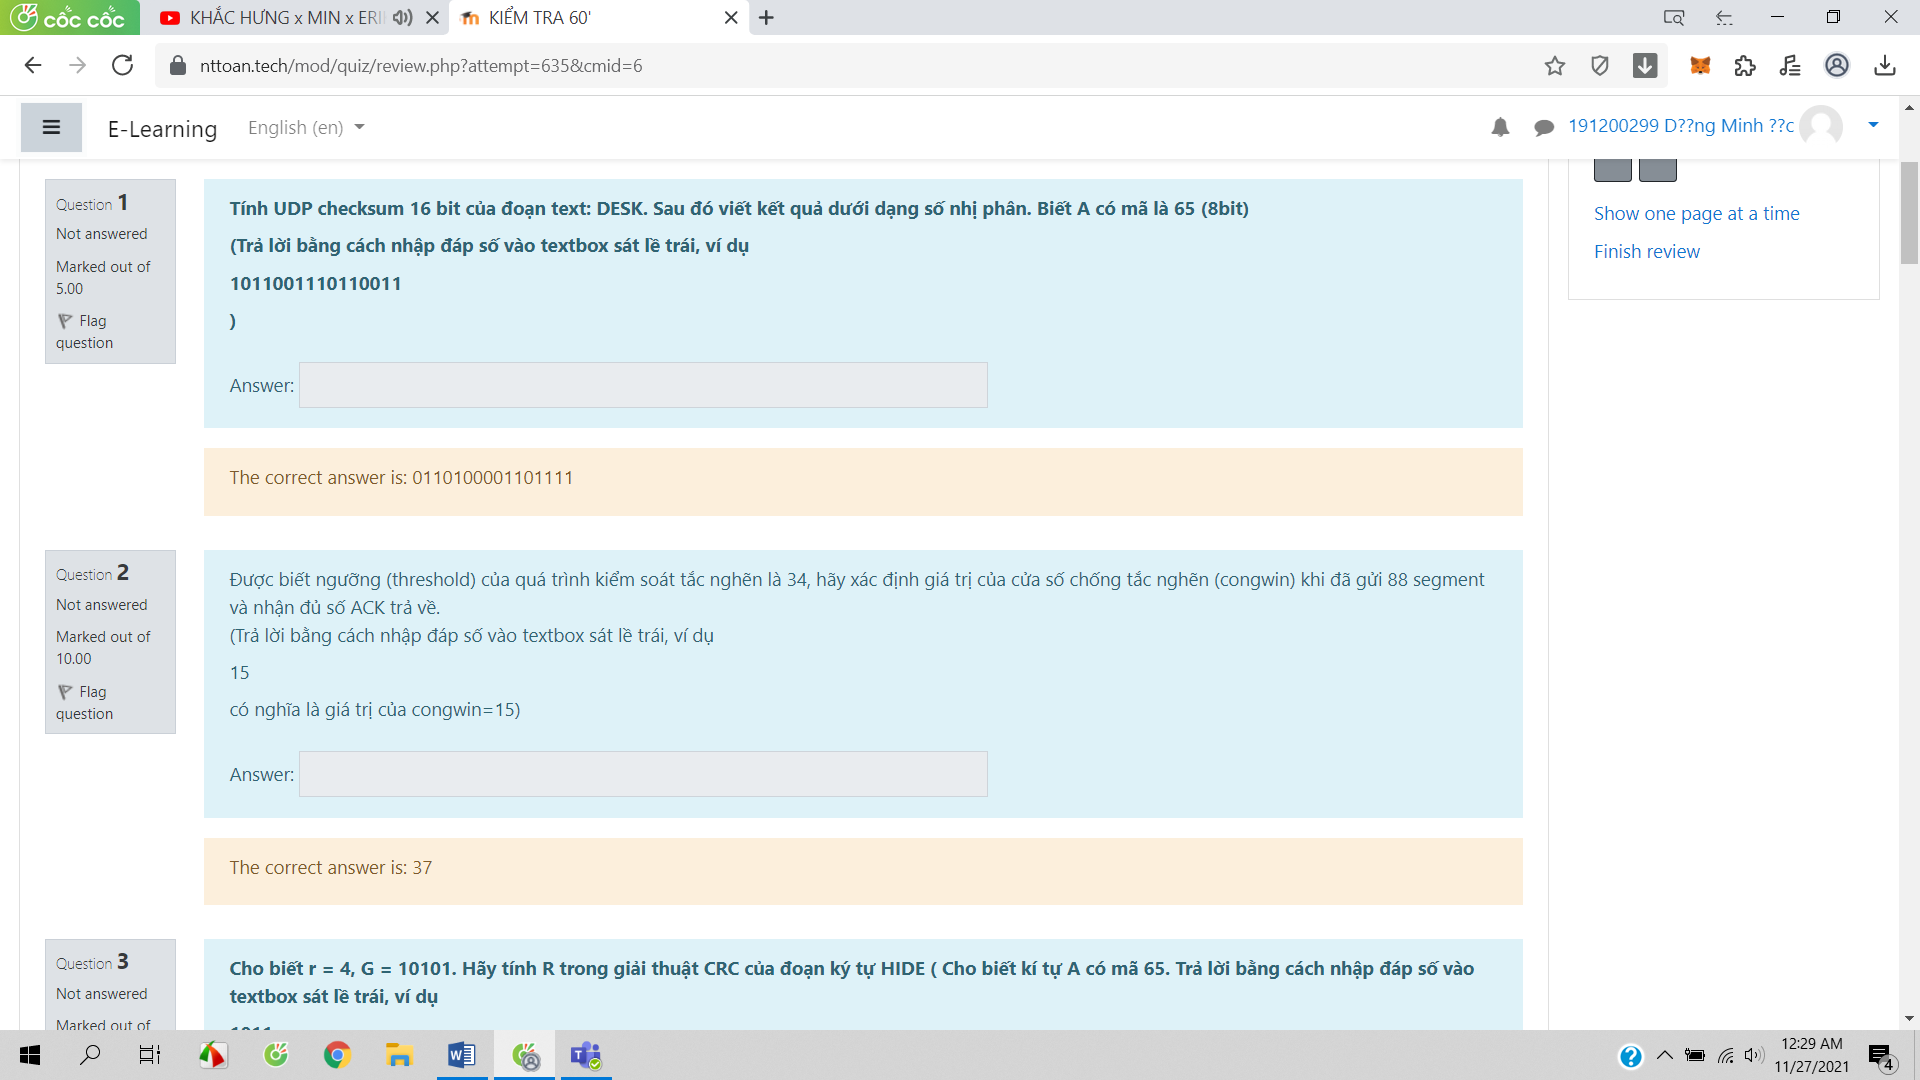 cốc cốc
KHẮC HƯNG x MIN x ERI
KIỂM TRA 60'
nttoan.tech/mod/quiz/review.php?attempt=635&cmid=6
E-Learning
English (en)
191200299 D??ng Minh ??c
Show one page at a time
Finish review
Question 1
Not answered
Marked out of
5.00
Flag
question
Tính UDP checksum 16 bit của đoạn text: DESK. Sau đó viết kết quả dưới dạng số nhị phân. Biết A có mã là 65 (8bit)
(Trả lời bằng cách nhập đáp số vào textbox sát lề trái, ví dụ
1011001110110011
)
Answer:
The correct answer is: 0110100001101111
Question 2
Not answered
Marked out of
10.00
Flag
question
Được biết ngưỡng (threshold) của quá trình kiểm soát tắc nghẽn là 34, hãy xác định giá trị của cửa số chống tắc nghẽn (congwin) khi đã gửi 88 segment
và nhận đủ số ACK trả về.
(Trả lời bằng cách nhập đáp số vào textbox sát lề trái, ví dụ
15
có nghĩa là giá trị của congwin=15)
Answer:
The correct answer is: 37
Question 3
Not answered
Marked out of
Cho biết r = 4, G = 10101. Hãy tính R trong giải thuật CRC của đoạn ký tự HIDE ( Cho biết kí tự A có mã 65. Trả lời bằng cách nhập đáp số vào
textbox sát lề trái, ví dụ
1011
12:29 AM
11/27/2021
4